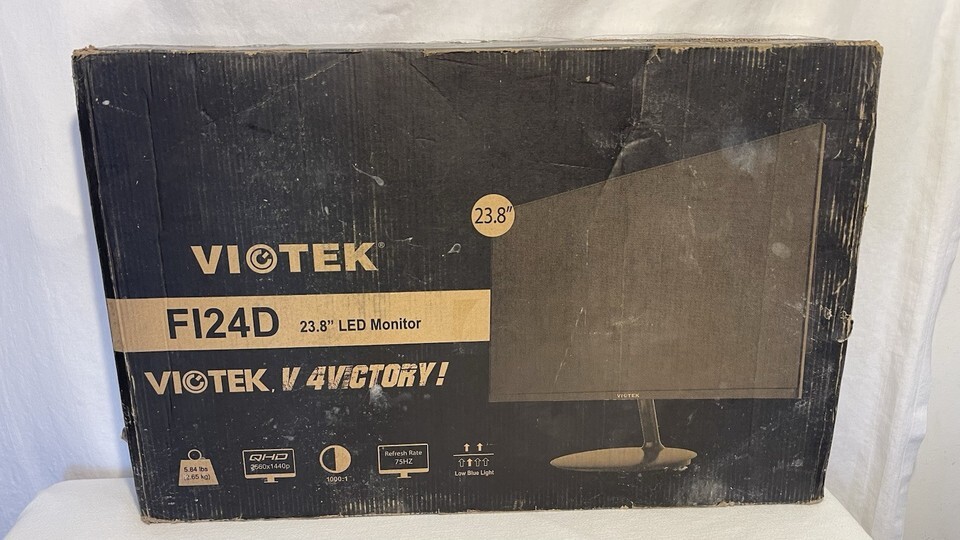 23.8"
VIOTEK®
FI24D 23.8" LED Monitor
VIOTEK, V 4VICTORY!
VIOTEK
5.84 lbs
(2.65 kg)
QHD
2560x1440p
1000:1
Refresh Rate
75HZ
Low Blue Light